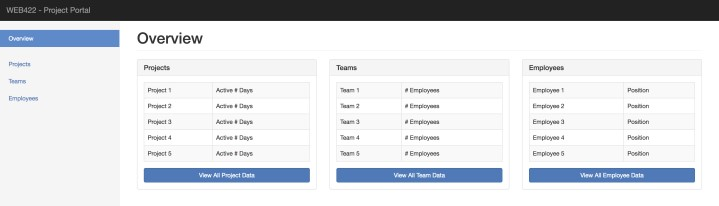 WEB422 - Project Portal
Overview
Projects
Teams
Employees
Overview
Projects
Project 1 Active # Days
Project 2 Active # Days
Project 3 Active # Days
Project 4 Active # Days
Project 5 Active # Days
View All Project Data
Teams
Team 1 # Employees
Team 2 # Employees
Team 3 # Employees
Team 4 # Employees
Team 5 # Employees
View All Team Data
Employees
Employee 1 Position
Employee 2 Position
Employee 3 Position
Employee 4 Position
Employee 5 Position
View All Employee Data